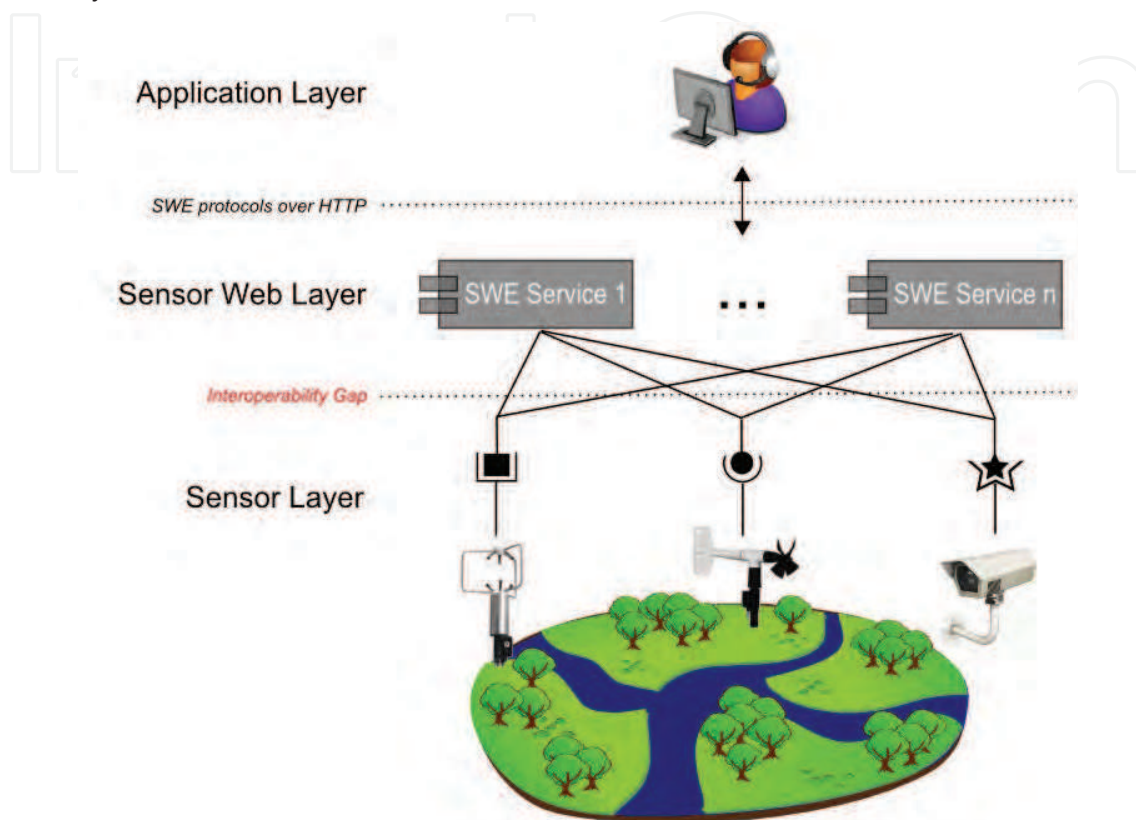 Application Layer
SWE protocols over HTTP
Sensor Web Layer
SWE Service 1
...
SWE Service n
Interoperability Gap
Sensor Layer